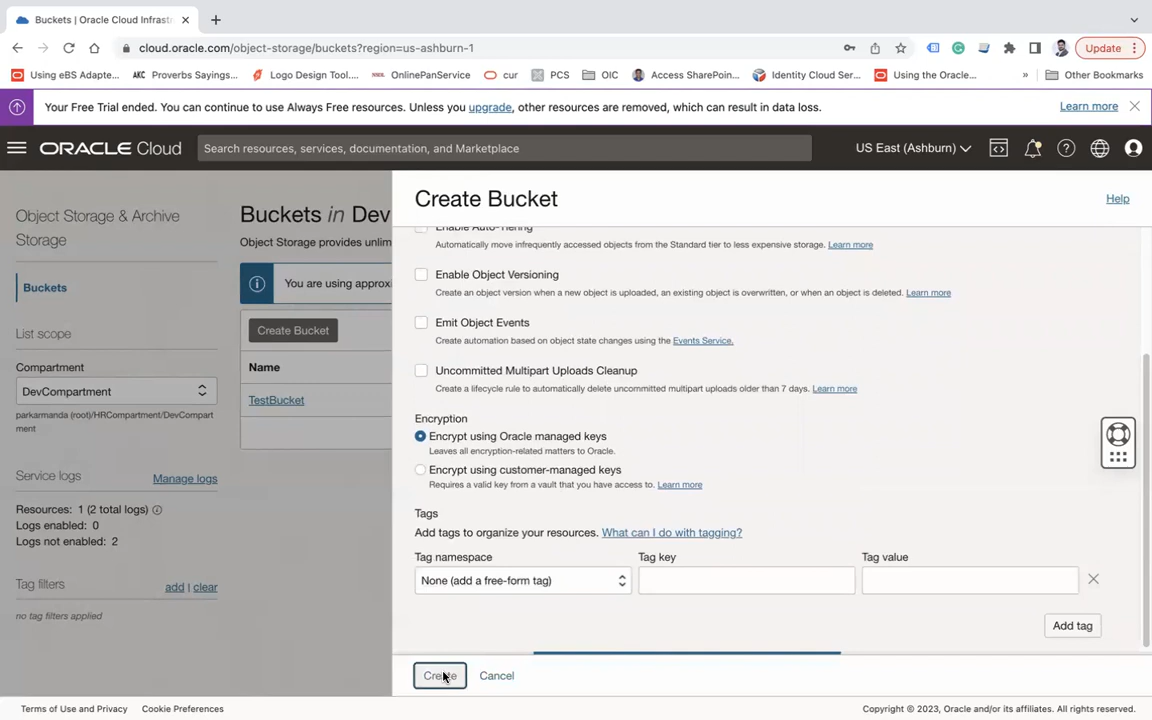 Buckets | Oracle Cloud Infrast
cloud.oracle.com/object-storage/buckets?region=us-ashburn-1
Update
Using eBS Adapte...
AKC Proverbs Sayings...
Logo Design Tool....
OnlinePanService
cur
PCS
OIC
Access SharePoin...
Identity Cloud Ser...
Using the Oracle...
»
Other Bookmarks
Your Free Trial ended. You can continue to use Always Free resources. Unless you upgrade, other resources are removed, which can result in data loss.
Learn more
ORACLE Cloud
Search resources, services, documentation, and Marketplace
US East (Ashburn)
Object Storage & Archive
Storage
Buckets
List scope
Compartment
DevCompartment
parkarmanda (root)/HRCompartment/DevCompart
ment
Service logs
Manage logs
Resources: 1 (2 total logs)
Logs enabled: 0
Logs not enabled: 2
Tag filters
add | clear
no tag filters applied
Buckets in Dev
Object Storage provides unlim
You are using approxi
Create Bucket
Name
TestBucket
Create Bucket
Help
Enable Auto-Tiering
Automatically move infrequently accessed objects from the Standard tier to less expensive storage. Learn more
Enable Object Versioning
Create an object version when a new object is uploaded, an existing object is overwritten, or when an object is deleted. Learn more
Emit Object Events
Create automation based on object state changes using the Events Service.
Uncommitted Multipart Uploads Cleanup
Create a lifecycle rule to automatically delete uncommitted multipart uploads older than 7 days. Learn more
Encryption
Encrypt using Oracle managed keys
Leaves all encryption-related matters to Oracle.
Encrypt using customer-managed keys
Requires a valid key from a vault that you have access to. Learn more
Tags
Add tags to organize your resources. What can I do with tagging?
Tag namespace
Tag key
Tag value
None (add a free-form tag)
Add tag
Create
Cancel
Terms of Use and Privacy
Cookie Preferences
Copyright © 2023, Oracle and/or its affiliates. All rights reserved.